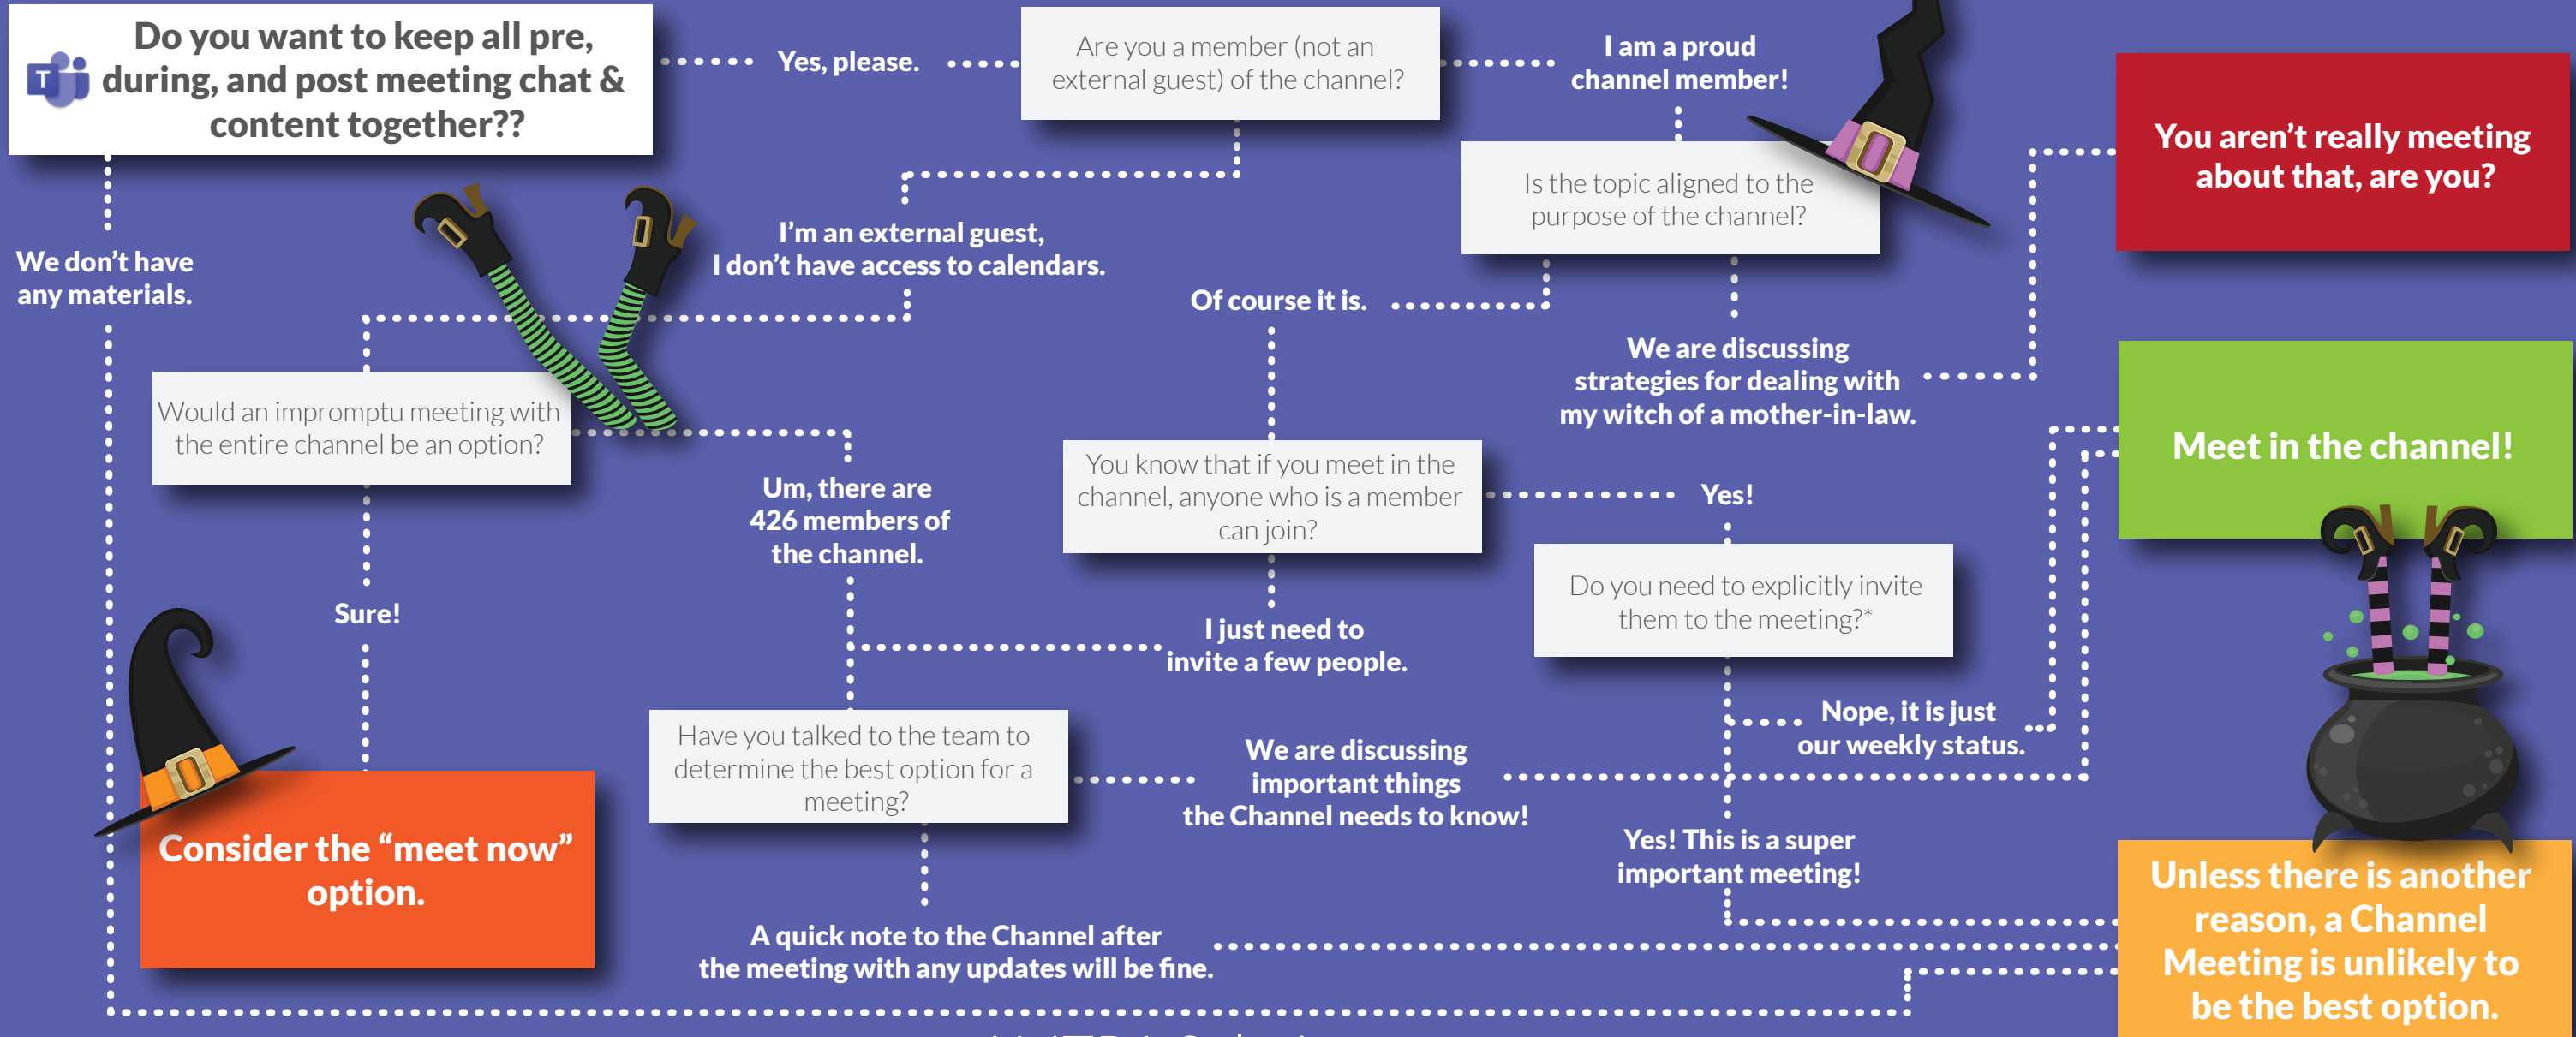 Do you want to keep all pre,
during, and post meeting chat &
content together??
T
Yes, please.
Are you a member (not an
external guest) of the channel?
I am a proud
channel member!
You aren't really meeting
about that, are you?
Is the topic aligned to the
purpose of the channel?
I'm an external guest,
I don't have access to calendars.
We don't have
any materials.
Of course it is.
We are discussing
strategies for dealing with
my witch of a mother-in-law.
Would an impromptu meeting with
the entire channel be an option?
Meet in the channel!
You know that if you meet in the
channel, anyone who is a member
can join?
Yes!
Um, there are
426 members of
the channel.
Do you need to explicitly invite
them to the meeting?*
Sure!
I just need to
invite a few people.
Nope, it is just
our weekly status.
Have you talked to the team to
determine the best option for a
meeting?
We are discussing
important things
the Channel needs to know!
Yes! This is a super
important meeting!
Consider the “meet now”
option.
Unless there is another
reason, a Channel
Meeting is unlikely to
be the best option.
A quick note to the Channel after
the meeting with any updates will be fine.